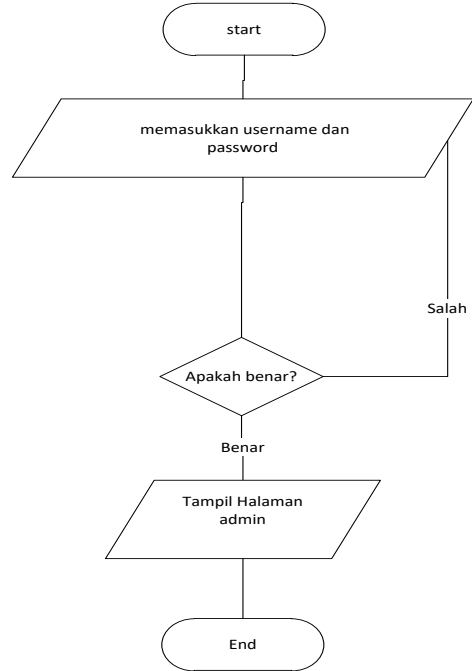 start
memasukkan username dan
password
Salah
Apakah benar?
Benar
Tampil Halaman
admin
End